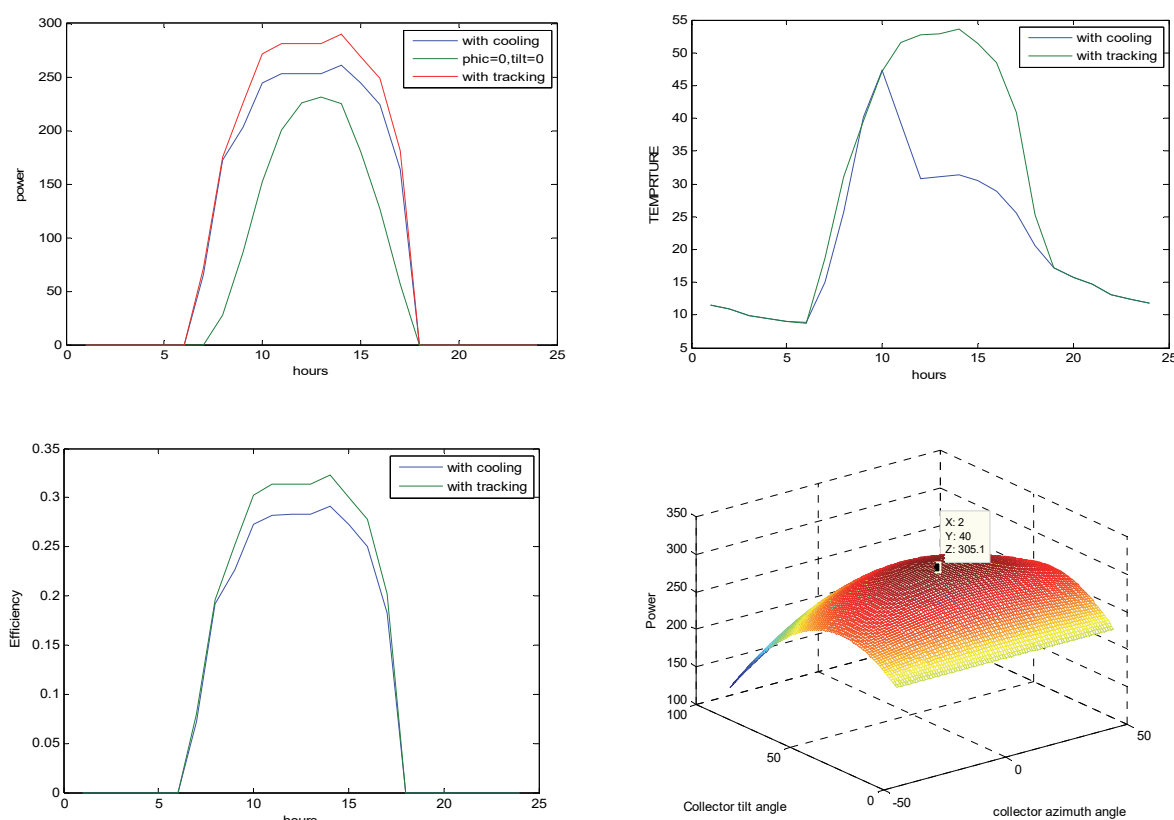 300
250
200
150
100
50
0
power
0
5
10
15
20
25
hours
with cooling
phic=0,tilt=0
with tracking
55
50
45
40
35
30
25
20
15
10
5
TEMPRTURE
0
5
10
15
20
25
hours
with cooling
with tracking
0.35
0.3
0.25
0.2
0.15
0.1
0.05
0
Efficiency
0
5
10
15
20
25
hours
with cooling
with tracking
350
300
250
200
150
100
Power
100
50
0
Collector tilt angle
-50
0
50
collector azimuth angle
X: 2
Y: 40
Z: 305.1